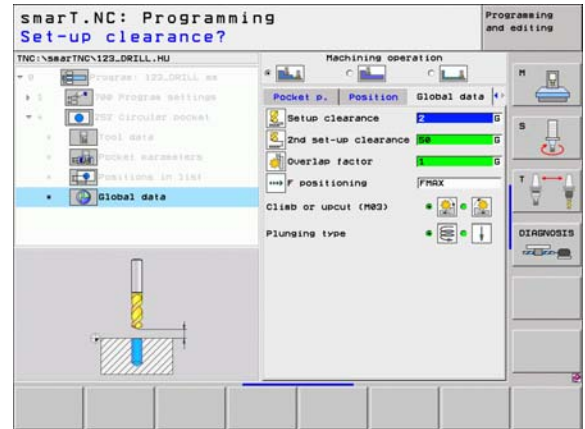 smarT.NC: Programming
Programming and editing
Set-up clearance?
TNC:\smarTNC\123_DRILL.HU
0 Program: 123_DRILL mm
1 700 Program settings
252 Circular pocket
Tool data
Pocket parameters
Positions in list
Global data
Machining operation
Pocket p. Position Global data
Setup clearance 2 G
2nd set-up clearance 50 G
Overlap factor 1 G
F positioning FMAX
Climb or upcut (M03)
Plunging type
M
S
T
DIAGNOSIS